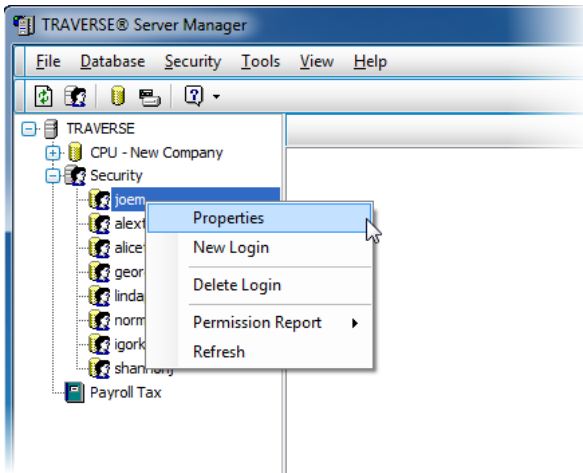 TRAVERSE® Server Manager
File Database Security Tools View Help
TRAVERSE
CPU - New Company
Security
joem
Properties
New Login
Delete Login
Permission Report
Refresh
Payroll Tax